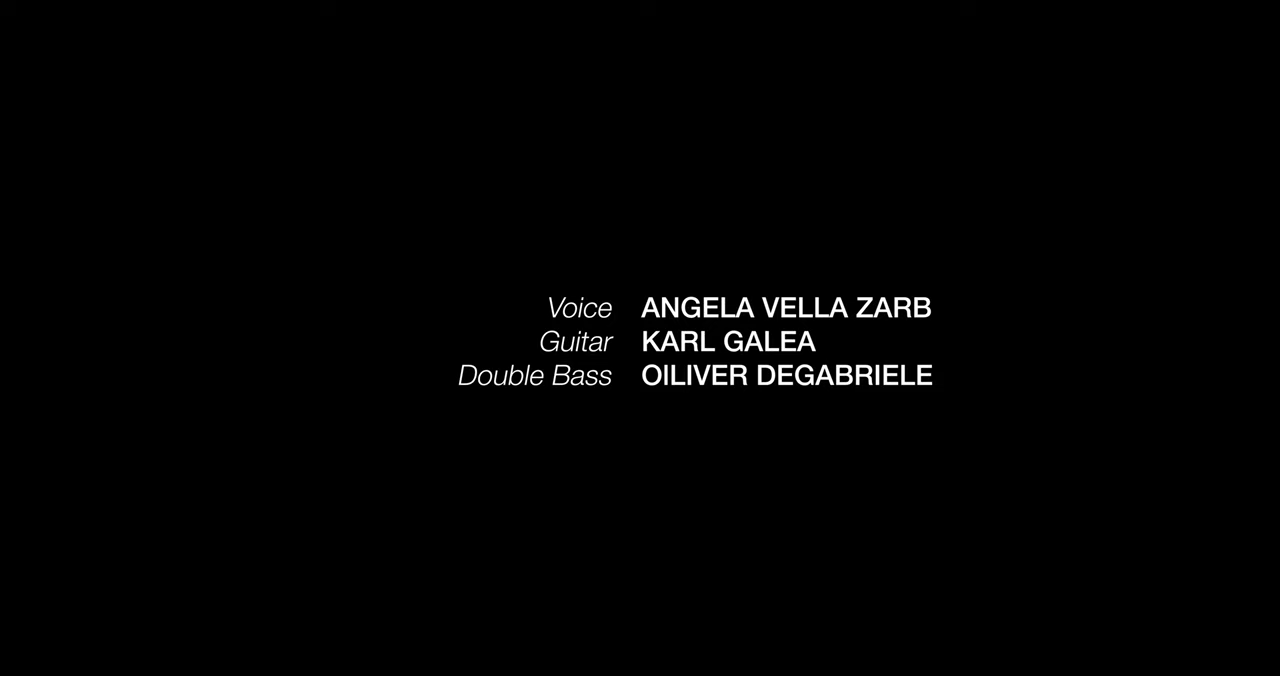 Voice ANGELA VELLA ZARB
Guitar KARL GALEA
Double Bass OILIVER DEGABRIELE